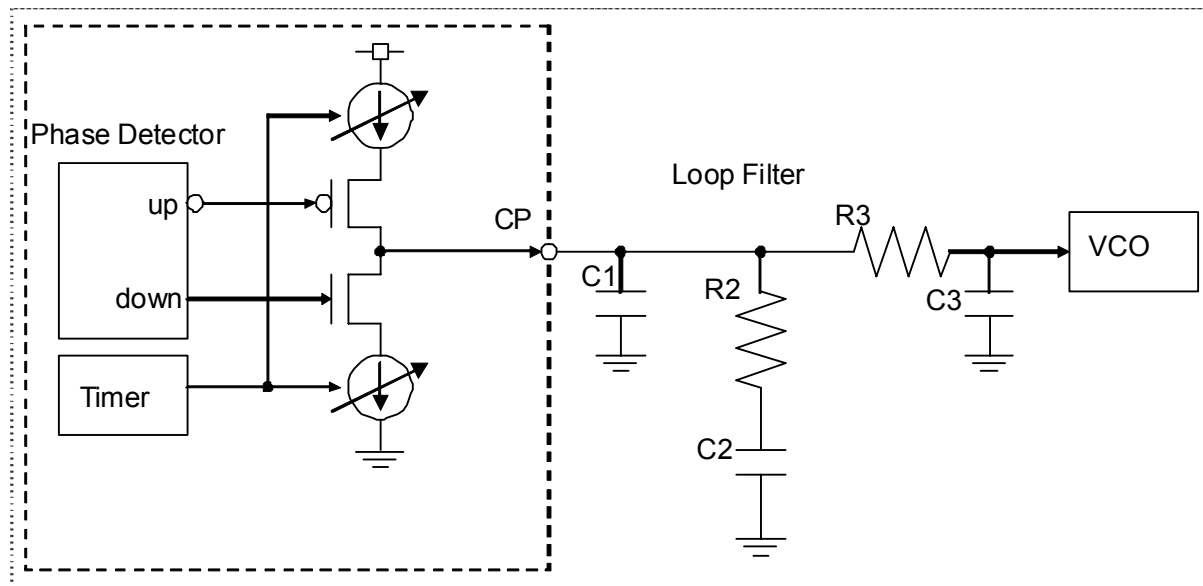 Phase Detector
up
down
Timer
CP
Loop Filter
C1
R2
C2
R3
C3
VCO